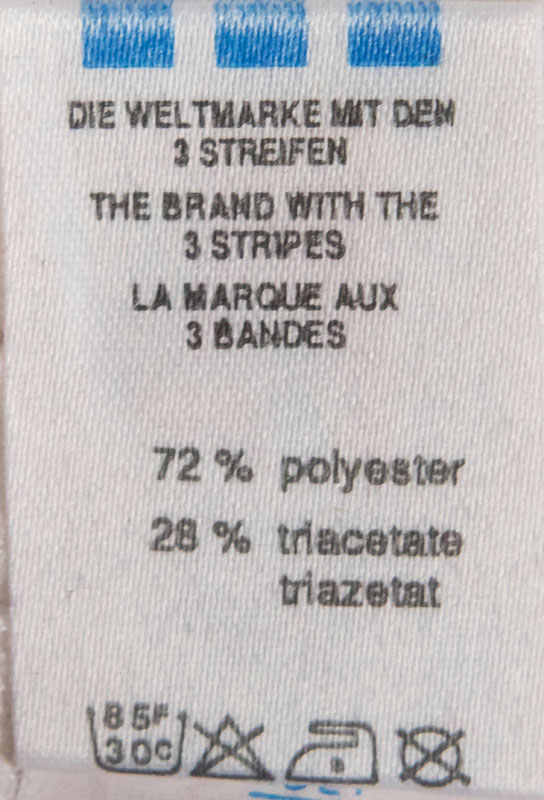 DIE WELTMARKE MIT DEN
3 STREIFEN
THE BRAND WITH THE
3 STRIPES
LA MARQUE AUX
3 BANDES
72 % polyester
28 % triacetate
triazetat
85F
30C